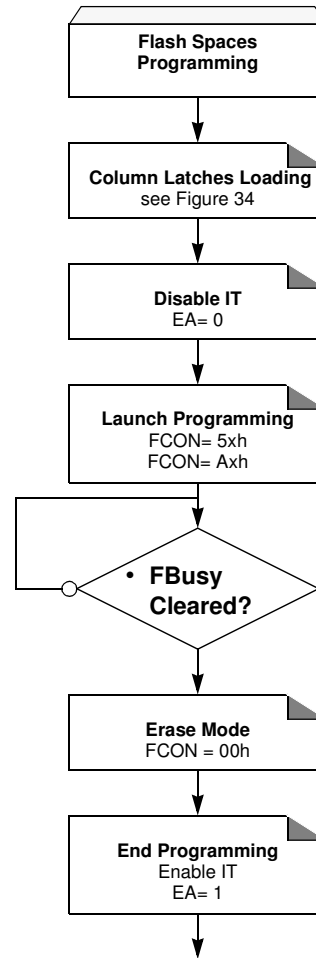 Flash Spaces
Programming
Column Latches Loading
see Figure 34
Disable IT
EA= 0
Launch Programming
FCON= 5xh
FCON= Axh
• FBusy
Cleared?
Erase Mode
FCON = 00h
End Programming
Enable IT
EA= 1